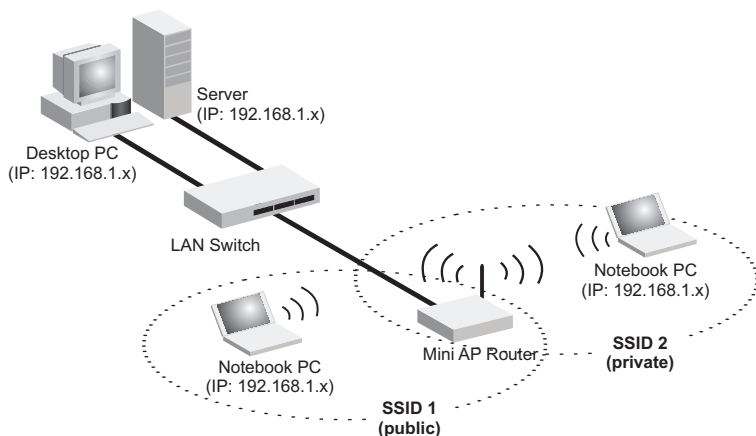 Server
(IP: 192.168.1.x)
Desktop PC
(IP: 192.168.1.x)
LAN Switch
Notebook PC
(IP: 192.168.1.x)
Notebook PC
(IP: 192.168.1.x)
Mini AP Router
SSID 2
(private)
SSID 1
(public)